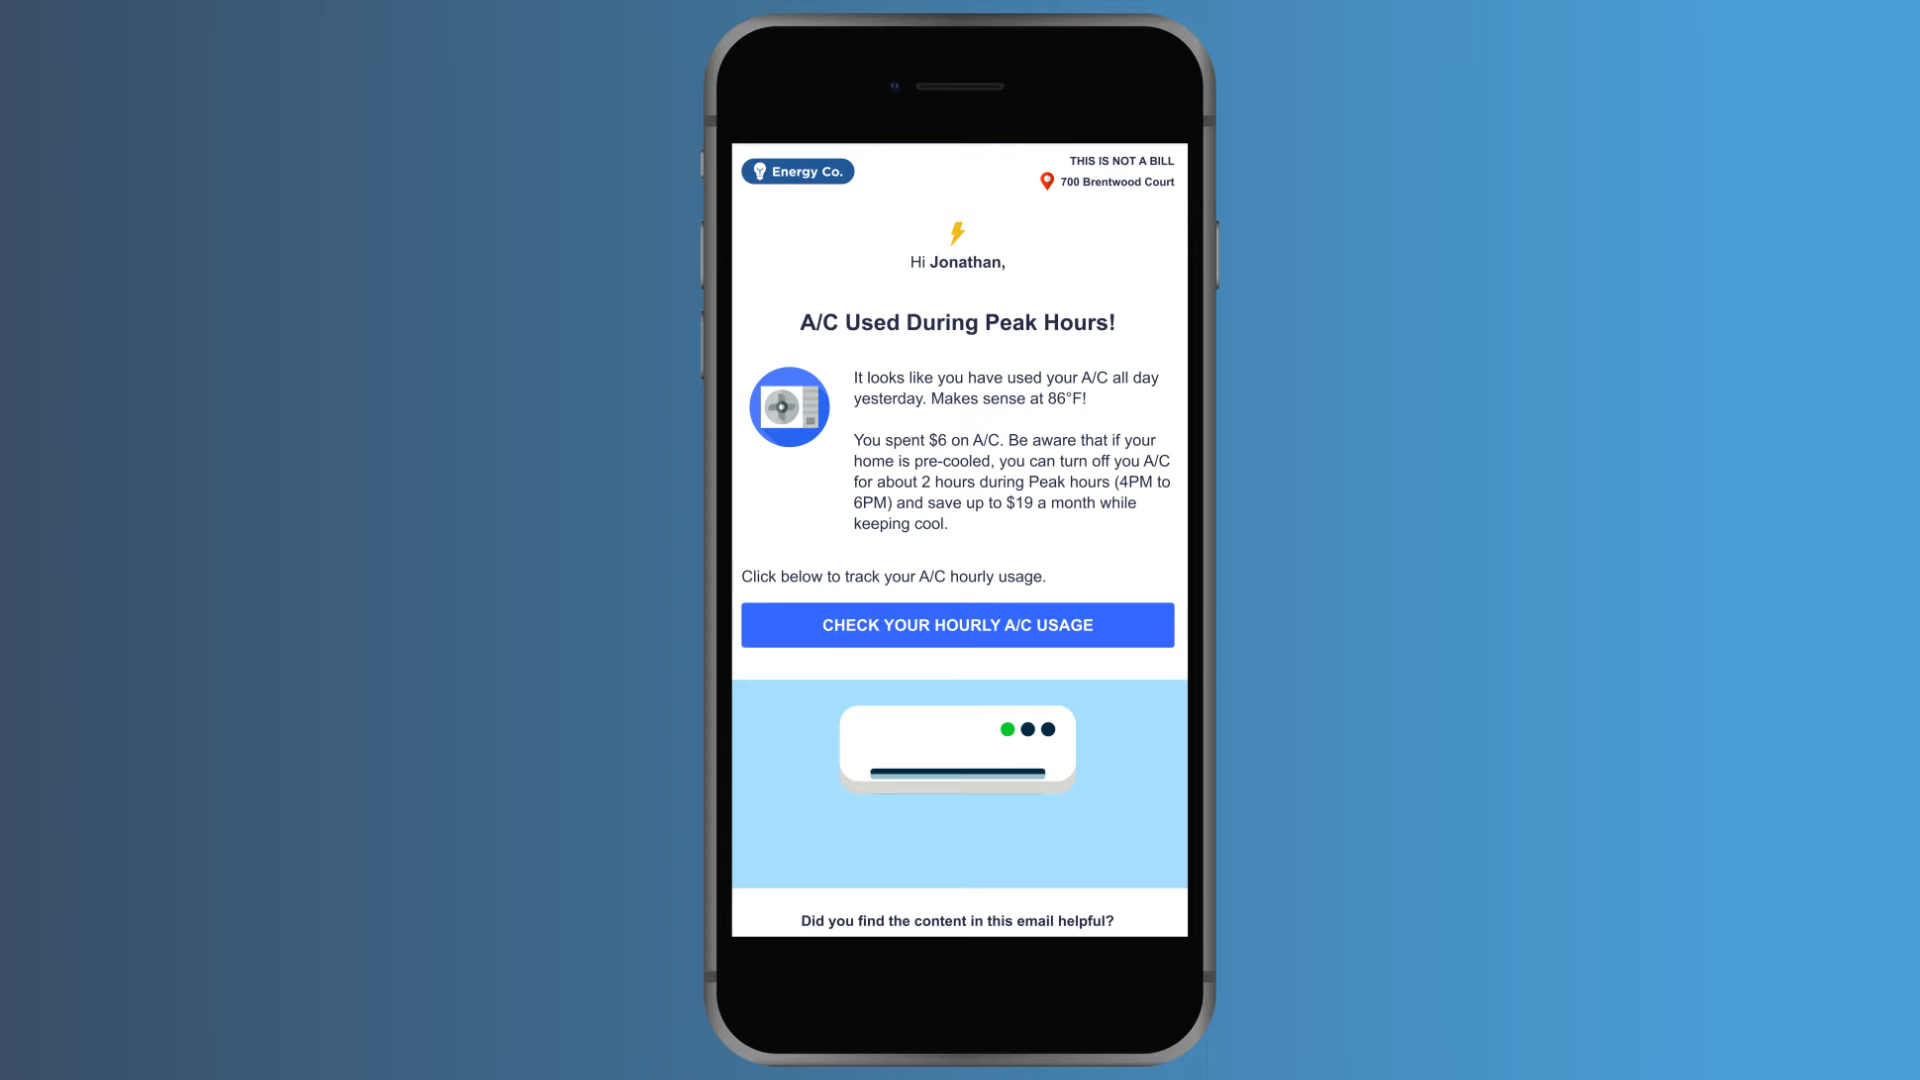 Energy Co.
THIS IS NOT A BILL
700 Brentwood Court
Hi Jonathan,
A/C Used During Peak Hours!
It looks like you have used your A/C all day
yesterday. Makes sense at 86°F!
You spent $6 on A/C. Be aware that if your
home is pre-cooled, you can turn off you A/C
for about 2 hours during Peak hours (4PM to
6PM) and save up to $19 a month while
keeping cool.
Click below to track your A/C hourly usage.
CHECK YOUR HOURLY A/C USAGE
Did you find the content in this email helpful?